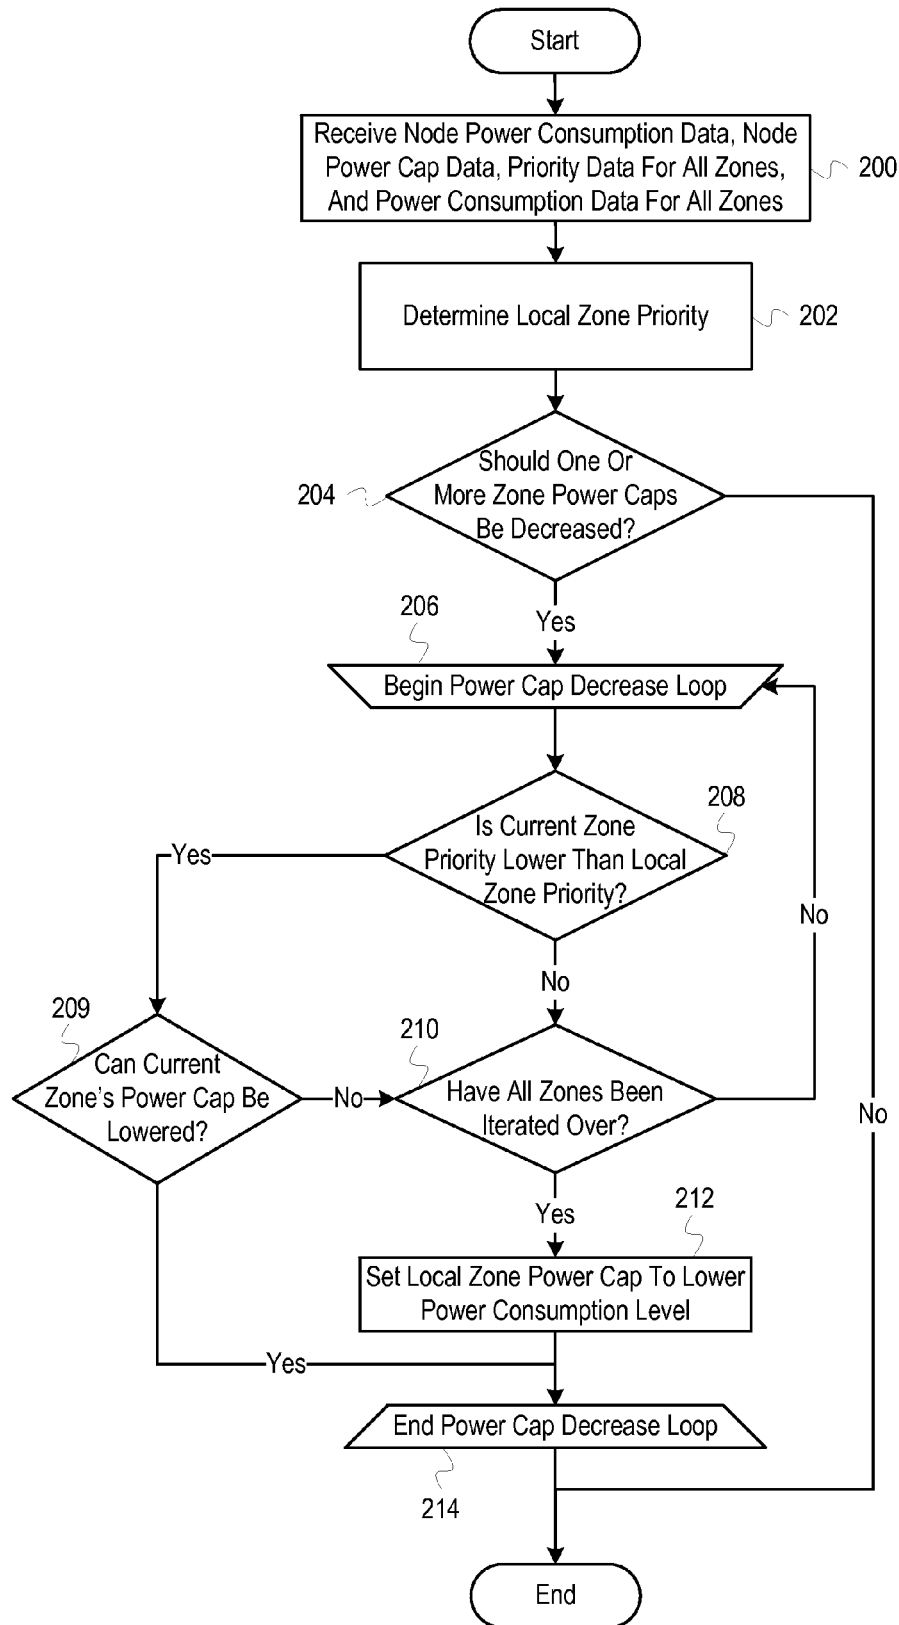 Start
Receive Node Power Consumption Data, Node
Power Cap Data, Priority Data For All Zones,
And Power Consumption Data For All Zones
200
Determine Local Zone Priority
202
Should One Or
More Zone Power Caps
Be Decreased?
204
Yes
206
Begin Power Cap Decrease Loop
208
Is Current Zone
Priority Lower Than Local
Zone Priority?
Yes
No
No
209
Can Current
Zone's Power Cap Be
Lowered?
No
210
Have All Zones Been
Iterated Over?
No
Yes
212
Set Local Zone Power Cap To Lower
Power Consumption Level
Yes
End Power Cap Decrease Loop
214
End